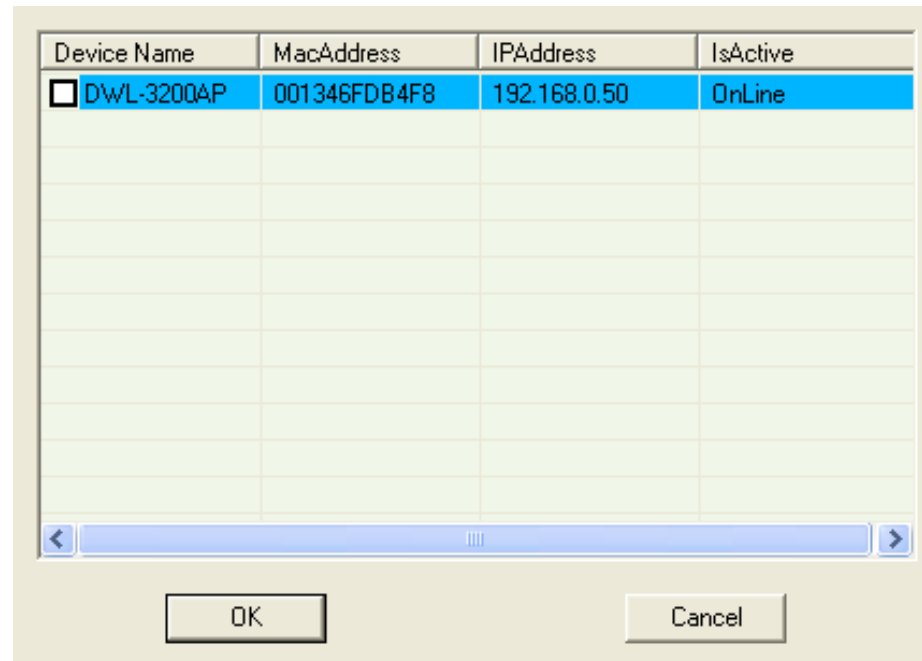 Device Name MacAddress IPAddress IsActive
DWL-3200AP 001346FDB4F8 192.168.0.50 OnLine
OK Cancel